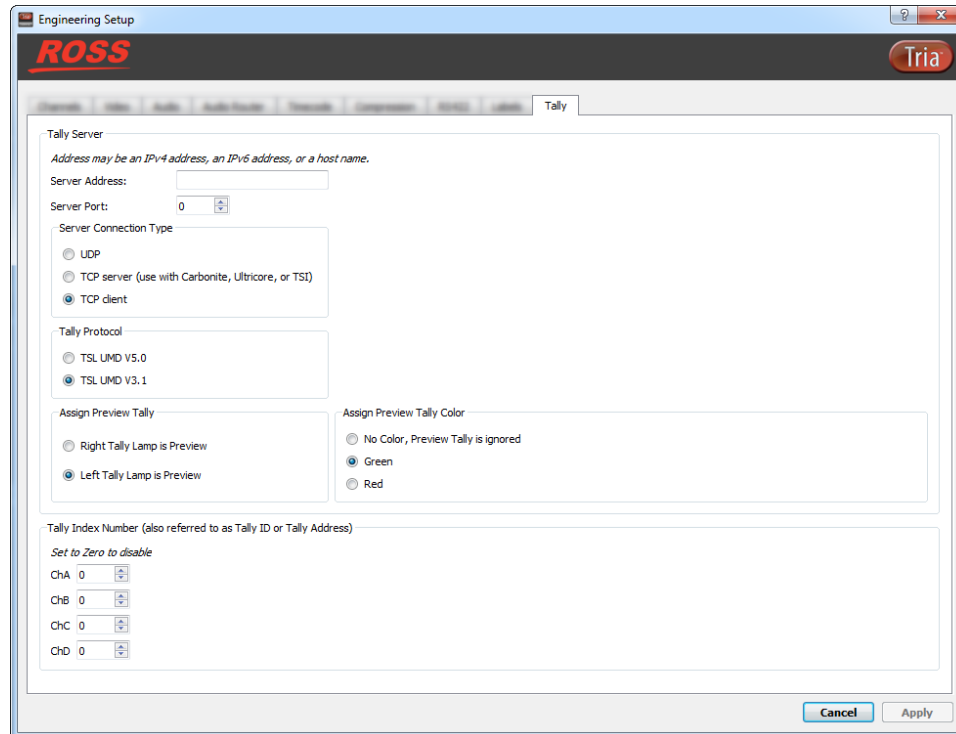 Engineering Setup
ROSS
Tria
Tally
Tally Server
Address may be an IPv4 address, an IPv6 address, or a host name.
Server Address:
Server Port: 0
Server Connection Type
UDP
TCP server (use with Carbonite, Ultricore, or TSI)
TCP client
Tally Protocol
TSL UMD V5.0
TSL UMD V3.1
Assign Preview Tally
Right Tally Lamp is Preview
Left Tally Lamp is Preview
Assign Preview Tally Color
No Color, Preview Tally is ignored
Green
Red
Tally Index Number (also referred to as Tally ID or Tally Address)
Set to Zero to disable
ChA 0
ChB 0
ChC 0
ChD 0
Cancel Apply